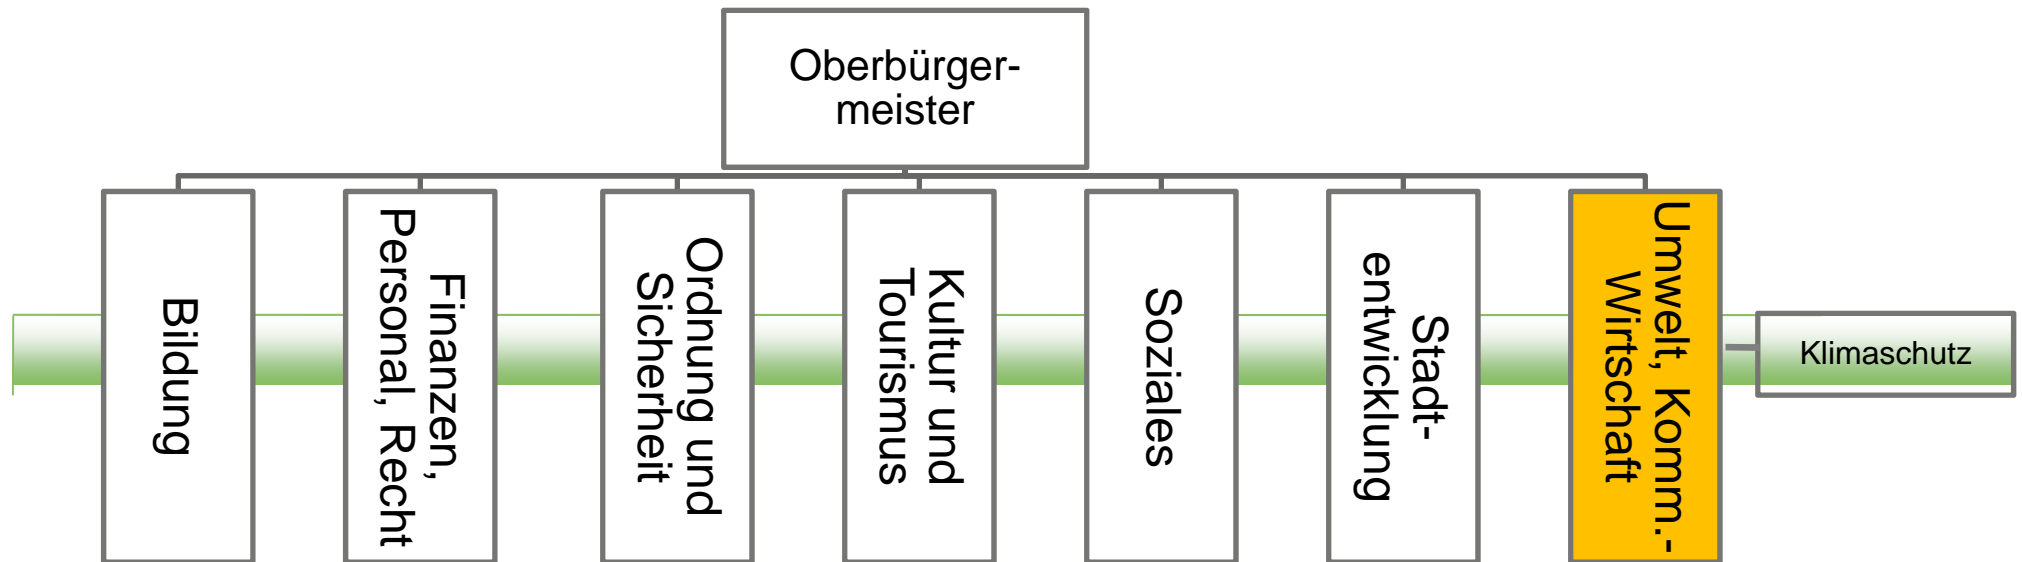 Oberbürger-
meister
Bildung
Finanzen,
Personal, Recht
Ordnung und
Sicherheit
Kultur und
Tourismus
Soziales
Stadt-
entwicklung
Umwelt, Komm.-
Wirtschaft
Klimaschutz